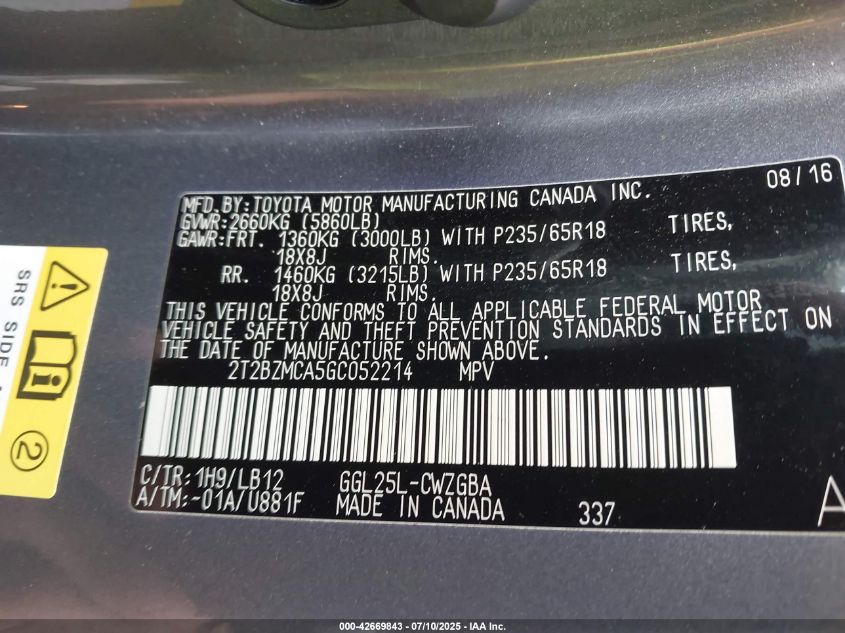 08/16
MFD.BY:TOYOTA MOTOR MANUFACTURING CANADA INC.
GVWR:2660KG (5860LB)
GAWR:FRT. 1360KG (3000LB) WITH P235/65R18 TIRES,
18X8J RIMS.
RR. 1460KG (3215LB) WITH P235/65R18 TIRES,
18X8J RIMS.
THIS VEHICLE CONFORMS TO ALL APPLICABLE FEDERAL MOTOR
VEHICLE SAFETY AND THEFT PREVENTION STANDARDS IN EFFECT ON
THE DATE OF MANUFACTURE SHOWN ABOVE.
2T2BZMCA5GC052214 MPV
C/TR:1H9/LB12 GGL25L-CWZGBA
A/TM:-01A/U881F MADE IN CANADA 337
A
SRS SIDE
2
000-42669843 - 07/10/2025 - IAA Inc.